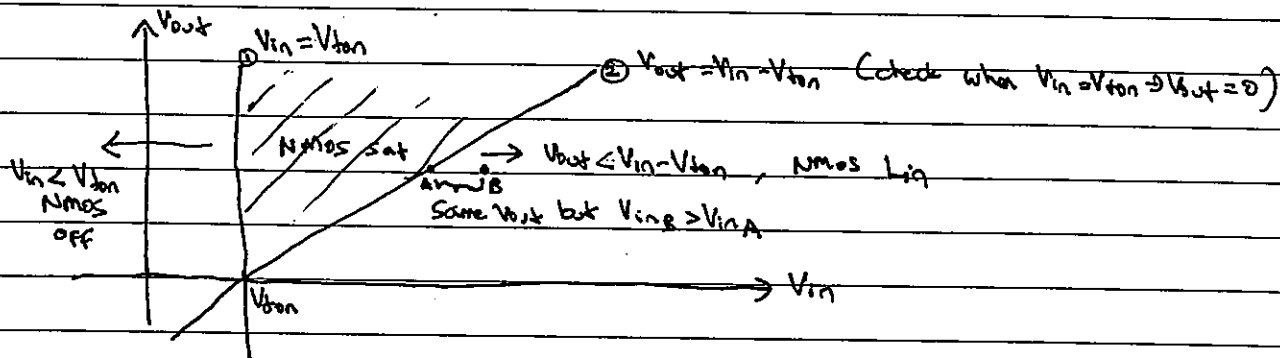 Vout
① Vin = Vton
② Vout = Vin - Vton (check when Vin = Vton → Vout = 0)
NMOS sat
Vout < Vin - Vton, NMOS Lin
Vin < Vton
NMOS
OFF
A B
Same Vout but VinB > VinA
Vton
Vin